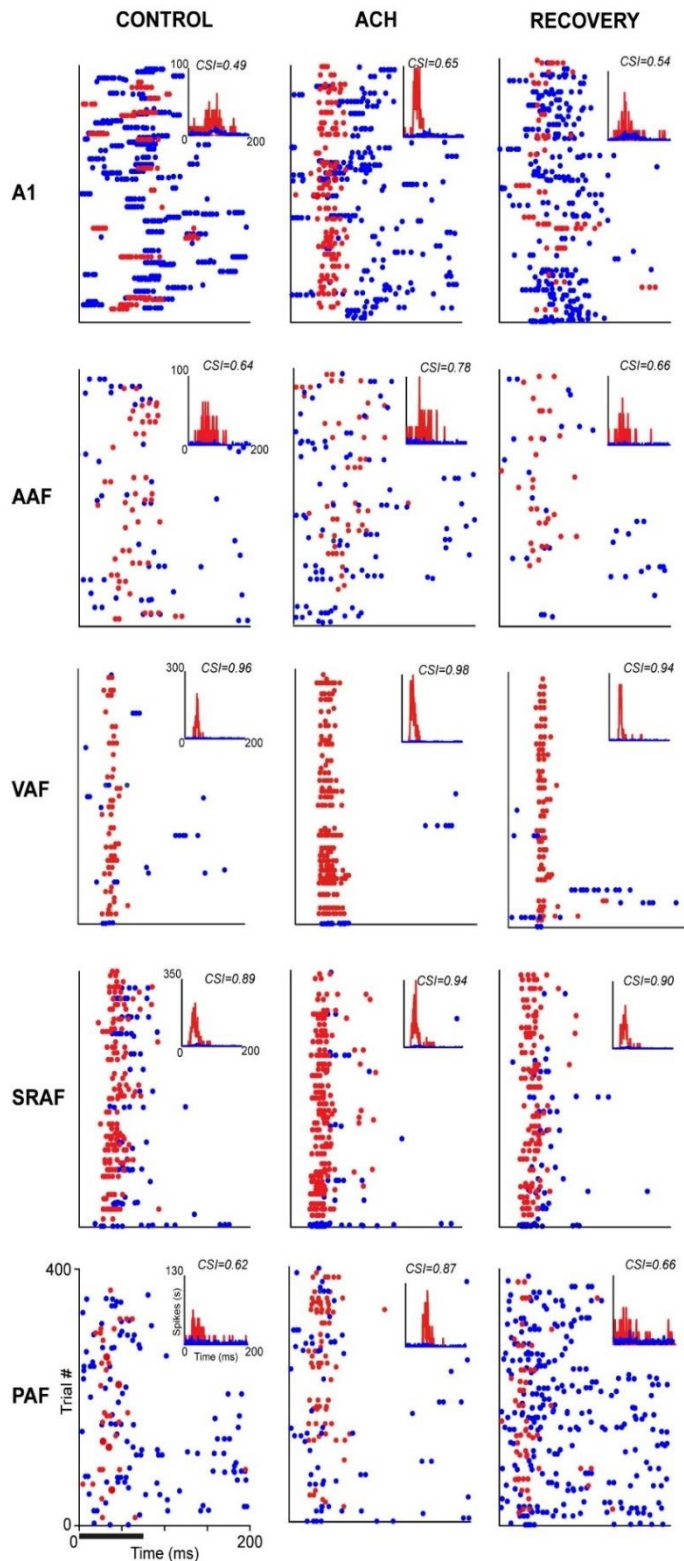 CONTROL ACH RECOVERY
A1
CSI=0.49
100
0
200
CSI=0.65
CSI=0.54
AAF
CSI=0.64
100
0
200
CSI=0.78
CSI=0.66
VAF
CSI=0.96
300
0
200
CSI=0.98
CSI=0.94
SRAF
CSI=0.89
350
0
200
CSI=0.94
CSI=0.90
PAF
400
Trial #
0
CSI=0.62
130
Spikes (s)
0
Time (ms)
200
CSI=0.87
CSI=0.66
0
Time (ms)
200